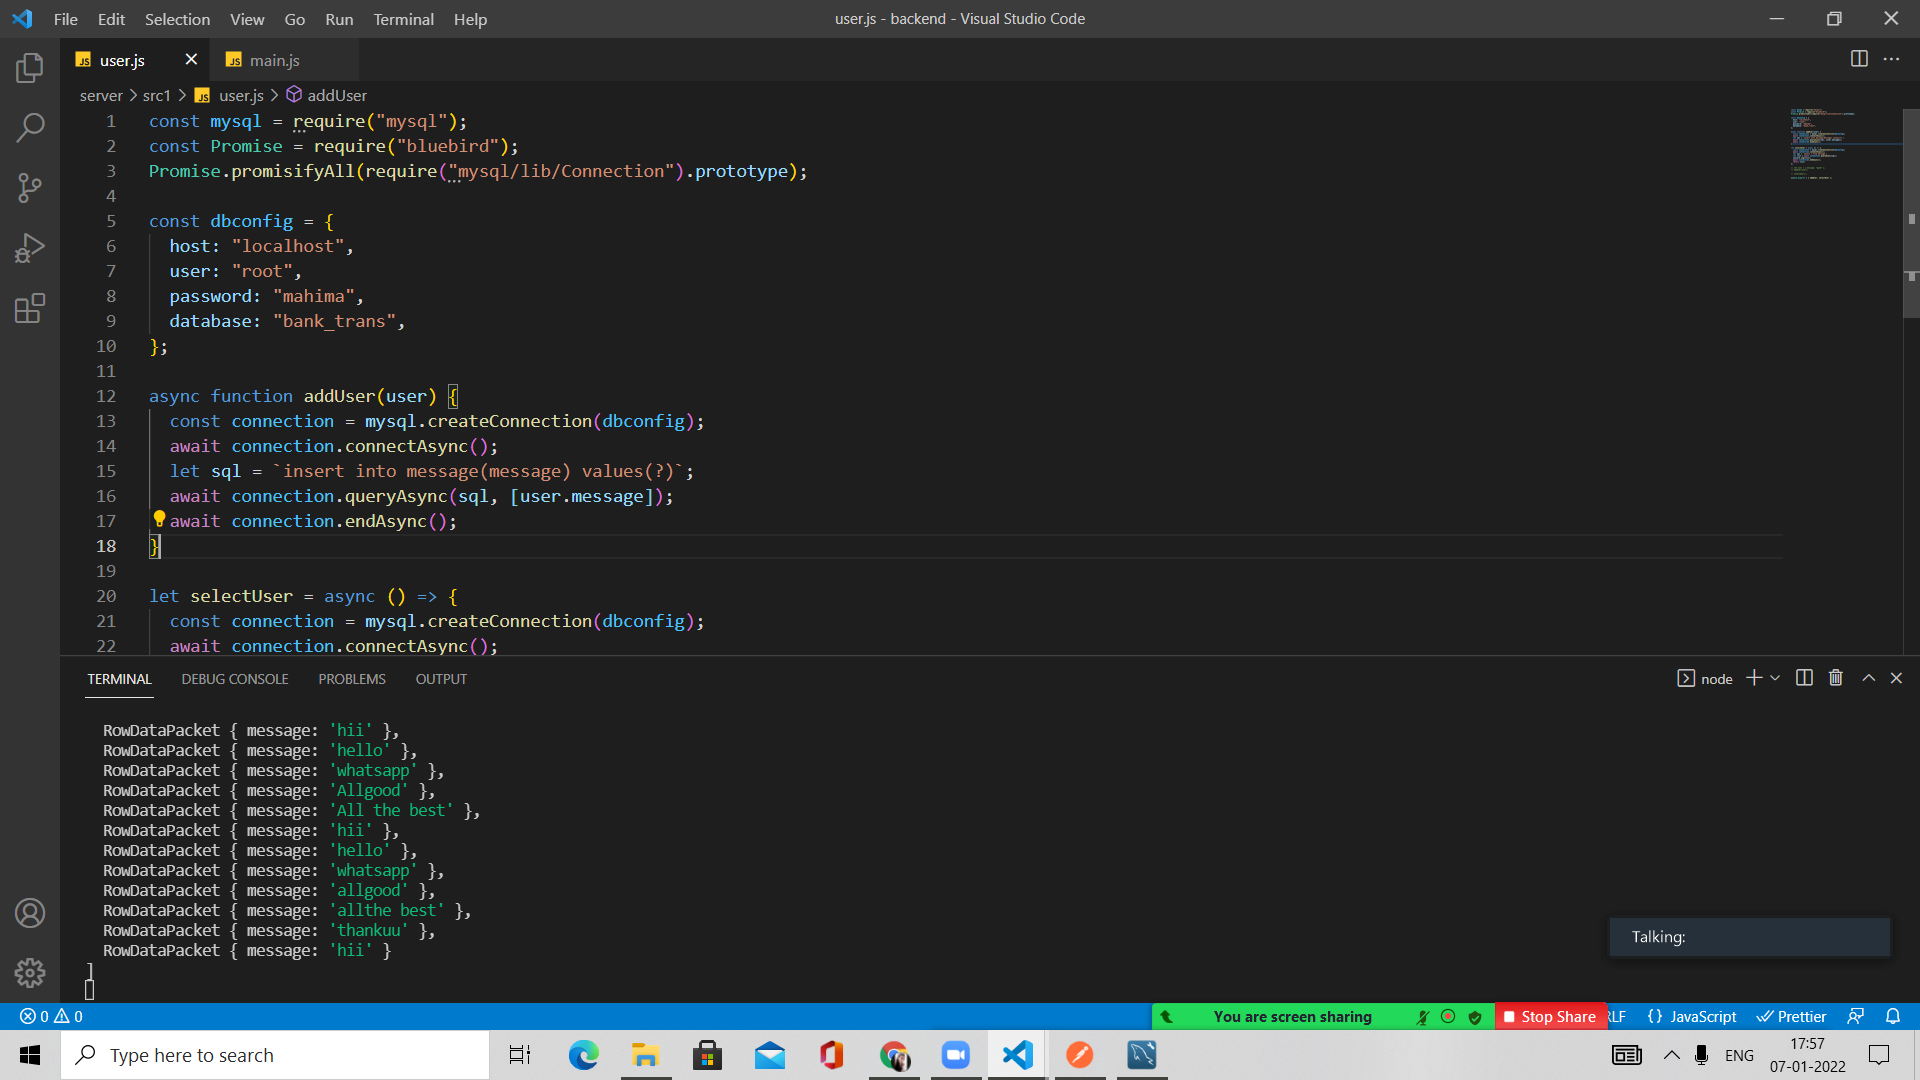 File Edit Selection View Go Run Terminal Help
user.js - backend - Visual Studio Code
JS user.js
JS main.js
server > src1 > JS user.js > addUser
1 const mysql = require("mysql");
2 const Promise = require("bluebird");
3 Promise.promisifyAll(require("mysql/lib/Connection").prototype);
4
5 const dbconfig = {
6 host: "localhost",
7 user: "root",
8 password: "mahima",
9 database: "bank_trans",
10 };
11
12 async function addUser(user) {
13 const connection = mysql.createConnection(dbconfig);
14 await connection.connectAsync();
15 let sql = `insert into message(message) values(?)`;
16 await connection.queryAsync(sql, [user.message]);
17 await connection.endAsync();
18 }
19
20 let selectUser = async () => {
21 const connection = mysql.createConnection(dbconfig);
22 await connection.connectAsync();
TERMINAL DEBUG CONSOLE PROBLEMS OUTPUT
node
RowDataPacket { message: 'hii' },
RowDataPacket { message: 'hello' },
RowDataPacket { message: 'whatsapp' },
RowDataPacket { message: 'Allgood' },
RowDataPacket { message: 'All the best' },
RowDataPacket { message: 'hii' },
RowDataPacket { message: 'hello' },
RowDataPacket { message: 'whatsapp' },
RowDataPacket { message: 'allgood' },
RowDataPacket { message: 'allthe best' },
RowDataPacket { message: 'thankuu' },
RowDataPacket { message: 'hii' }
]
Talking:
0 0
You are screen sharing
Stop Share
LF
{ } JavaScript
Prettier
Type here to search
ENG
17:57
07-01-2022